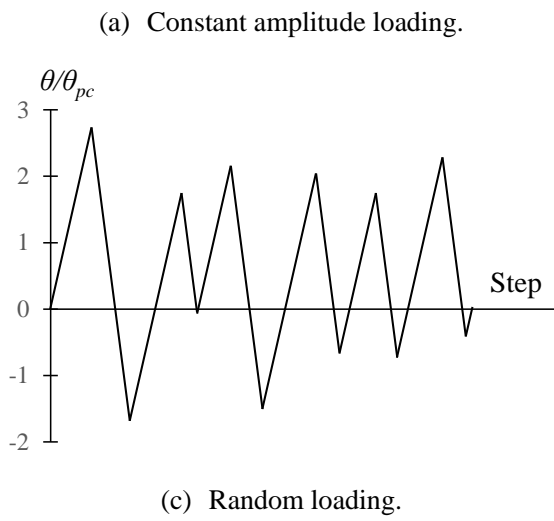 (a) Constant amplitude loading.
θ/θpc
3
2
1
0
Step
-1
-2
(c) Random loading.